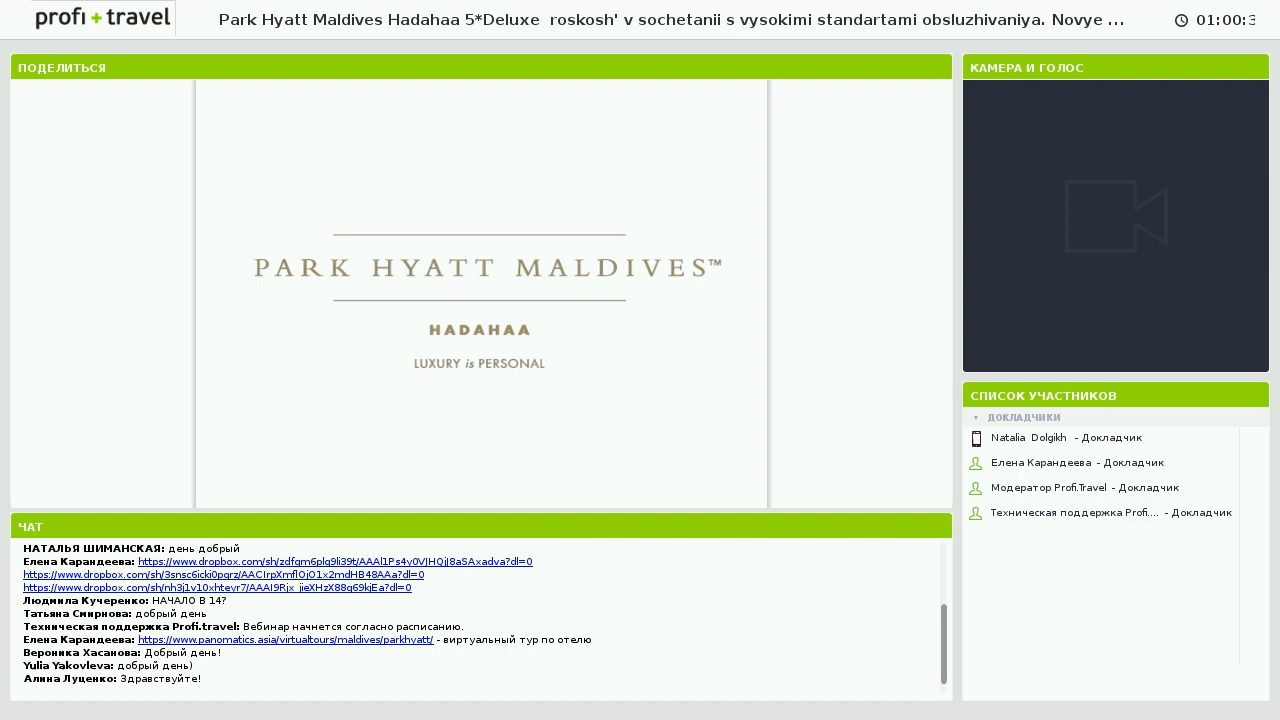 profi + travel
Park Hyatt Maldives Hadahaa 5*Deluxe roskosh' v sochetanii s vysokimi standartami obsluzhivaniya. Novye ...
01:00:3
ПОДЕЛИТЬСЯ
PARK HYATT MALDIVES™
HADAHAA
LUXURY is PERSONAL
КАМЕРА И ГОЛОС
СПИСОК УЧАСТНИКОВ
ДОКЛАДЧИКИ
Natalia Dolgikh - Докладчик
Елена Карандеева - Докладчик
Модератор Profi.Travel - Докладчик
Техническая поддержка Profi.... - Докладчик
ЧАТ
НАТАЛЬЯ ШИМАНСКАЯ: день добрый
Елена Карандеева:
Людмила Кучеренко: НАЧАЛО В 14?
Татьяна Смирнова: добрый день
Техническая поддержка Profi.travel: Вебинар начнется согласно расписанию.
Елена Карандеева: https://www.panomatics.asia/virtualtours/maldives/parkhyatt/ - виртуальный тур по отелю
Вероника Хасанова: Добрый день!
Yulia Yakovleva: добрый день)
Алина Луценко: Здравствуйте!